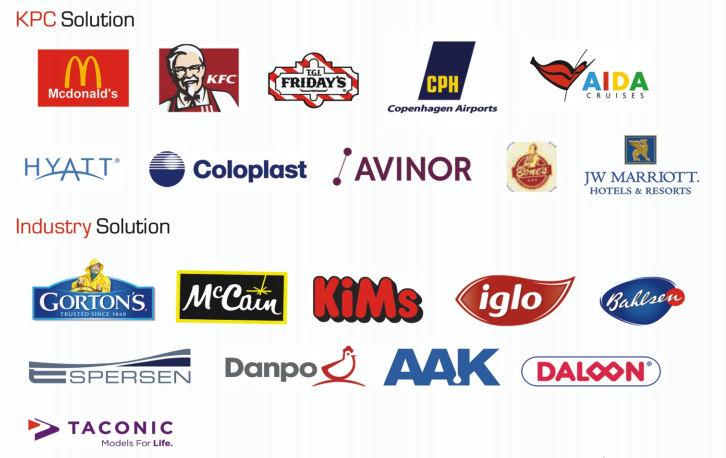 KPC Solution
Mcdonald's
KFC
T.G.I.
FRIDAY'S
CPH
Copenhagen Airports
AIDA
CRUISES
HYATT®
Coloplast
AVINOR
Bone's
JW MARRIOTT.
HOTELS & RESORTS
Industry Solution
GORTON'S
TRUSTED SINCE 1849
McCain
KiMs
iglo
Bahlsen
ESPERSEN
Danpo
AAK
DALOON®
TACONIC
Models For Life.